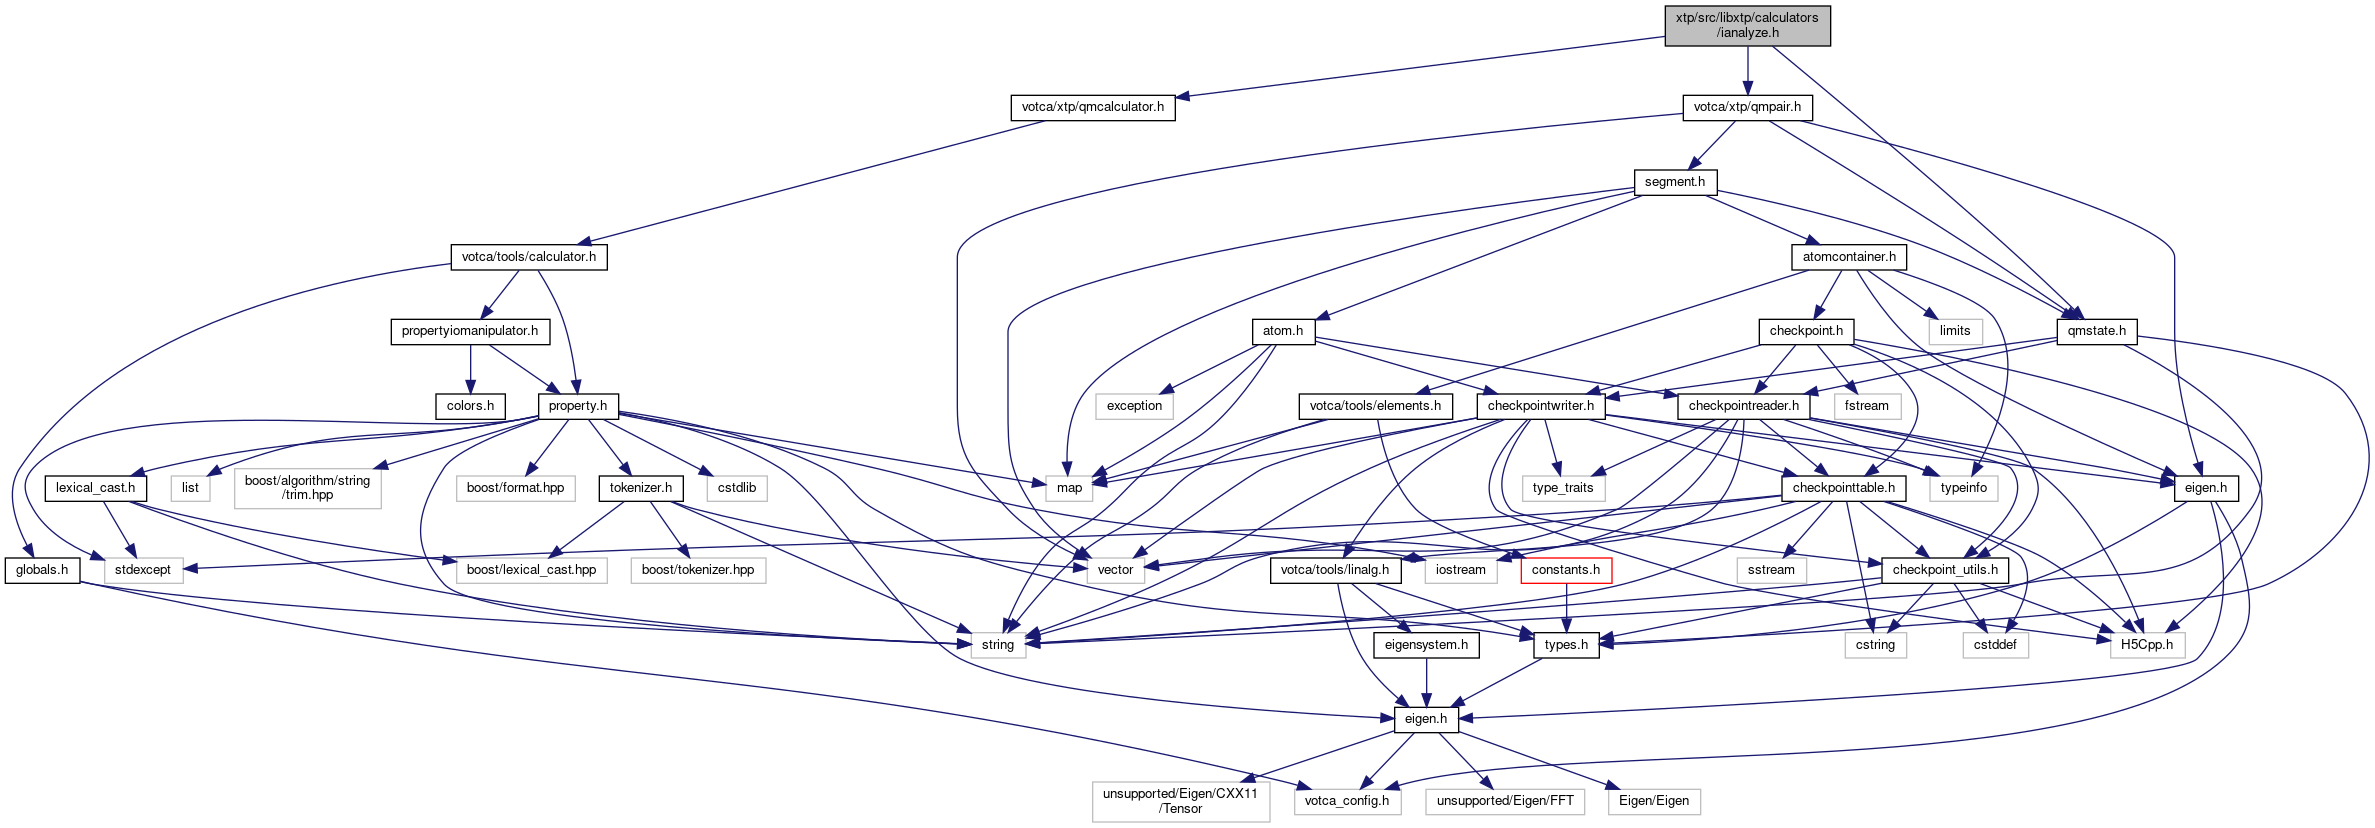 xtp/src/libxtp/calculators
/ianalyze.h
votca/xtp/qmcalculator.h
votca/xtp/qmpair.h
segment.h
votca/tools/calculator.h
atomcontainer.h
propertyiomanipulator.h
atom.h
checkpoint.h
limits
qmstate.h
colors.h
property.h
exception
votca/tools/elements.h
checkpointwriter.h
checkpointreader.h
fstream
lexical_cast.h
list
boost/algorithm/string
/trim.hpp
boost/format.hpp
tokenizer.h
cstdlib
map
type_traits
checkpointtable.h
typeinfo
eigen.h
globals.h
stdexcept
boost/lexical_cast.hpp
boost/tokenizer.hpp
vector
votca/tools/linalg.h
iostream
constants.h
sstream
checkpoint_utils.h
string
eigensystem.h
types.h
cstring
cstddef
H5Cpp.h
eigen.h
unsupported/Eigen/CXX11
/Tensor
votca_config.h
unsupported/Eigen/FFT
Eigen/Eigen